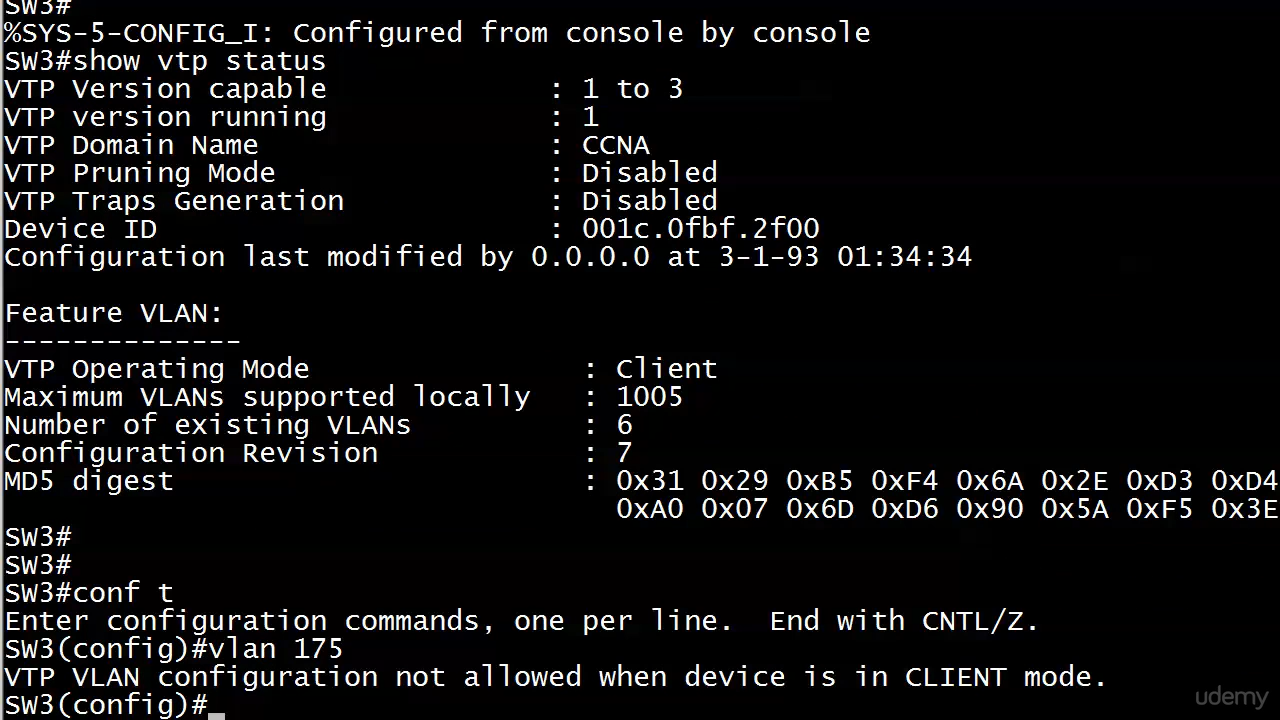 SW3#
%SYS-5-CONFIG_I: Configured from console by console
SW3#show vtp status
VTP Version capable : 1 to 3
VTP version running : 1
VTP Domain Name : CCNA
VTP Pruning Mode : Disabled
VTP Traps Generation : Disabled
Device ID : 001c.0fbf.2f00
Configuration last modified by 0.0.0.0 at 3-1-93 01:34:34
Feature VLAN:
--------------
VTP Operating Mode : Client
Maximum VLANs supported locally : 1005
Number of existing VLANs : 6
Configuration Revision : 7
MD5 digest : 0x31 0x29 0xB5 0xF4 0x6A 0x2E 0xD3 0xD4
0xA0 0x07 0x6D 0xD6 0x90 0x5A 0xF5 0x3E
SW3#
SW3#
SW3#conf t
Enter configuration commands, one per line. End with CNTL/Z.
SW3(config)#vlan 175
VTP VLAN configuration not allowed when device is in CLIENT mode.
SW3(config)#
udemy